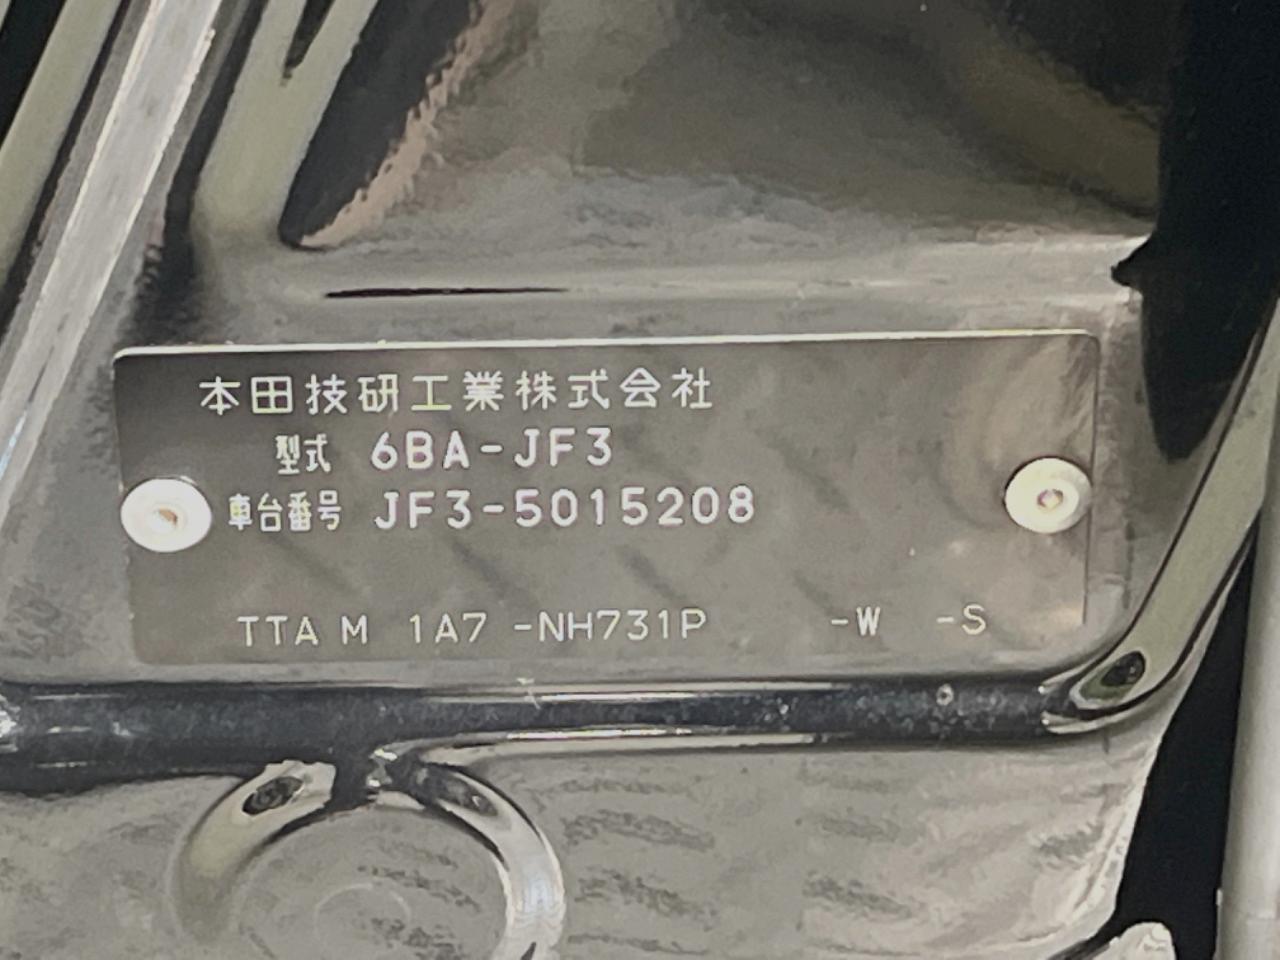 本田技研工業株式会社
型式 6BA-JF3
車台番号 JF3-5015208
TTA M 1A7 -NH731P -W -S